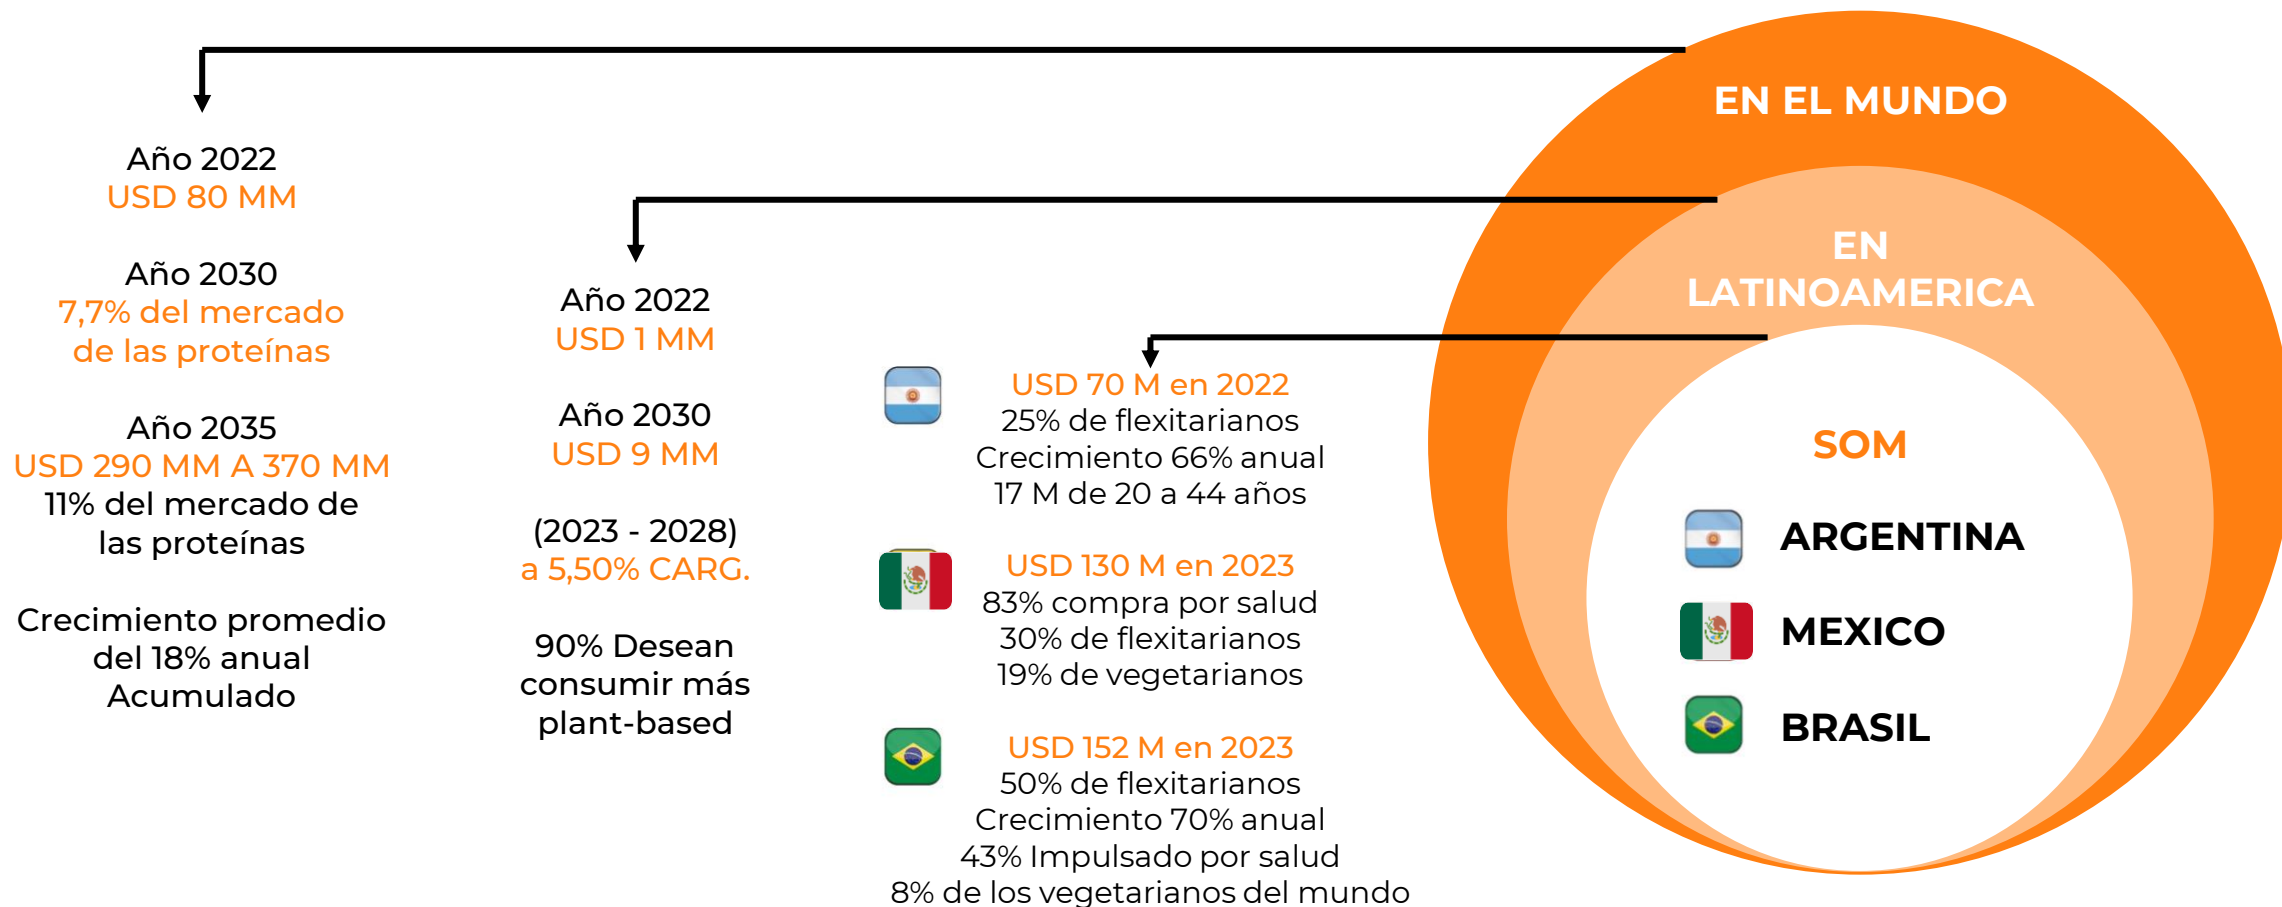 Año 2022
USD 80 MM
Año 2030
7,7% del mercado
de las proteínas
Año 2035
USD 290 MM A 370 MM
11% del mercado de
las proteínas
Crecimiento promedio
del 18% anual
Acumulado
Año 2022
USD 1 MM
Año 2030
USD 9 MM
(2023 - 2028)
a 5,50% CARG.
90% Desean
consumir más
plant-based
USD 70 M en 2022
25% de flexitarianos
Crecimiento 66% anual
17 M de 20 a 44 años
USD 130 M en 2023
83% compra por salud
30% de flexitarianos
19% de vegetarianos
USD 152 M en 2023
50% de flexitarianos
Crecimiento 70% anual
43% Impulsado por salud
8% de los vegetarianos del mundo
EN EL MUNDO
EN
LATINOAMERICA
SOM
ARGENTINA
MEXICO
BRASIL